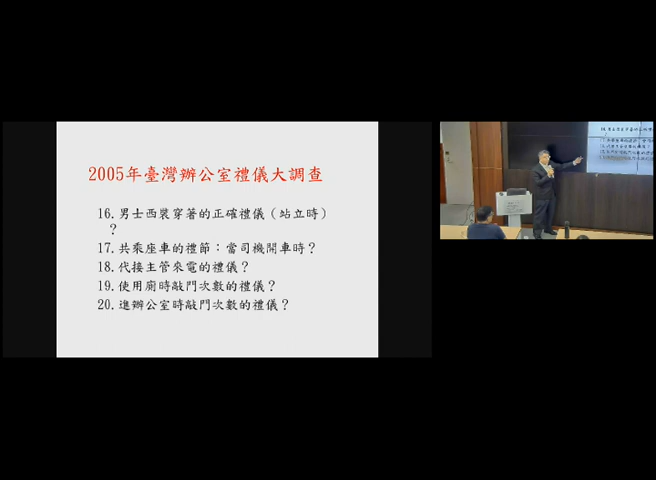 2005年臺灣辦公室禮儀大調查
16.男士西裝穿著的正確禮儀（站立時）
？
17.共乘座車的禮節：當司機開車時？
18.代接主管來電的禮儀？
19.使用廁時敲門次數的禮儀？
20.進辦公室時敲門次數的禮儀？